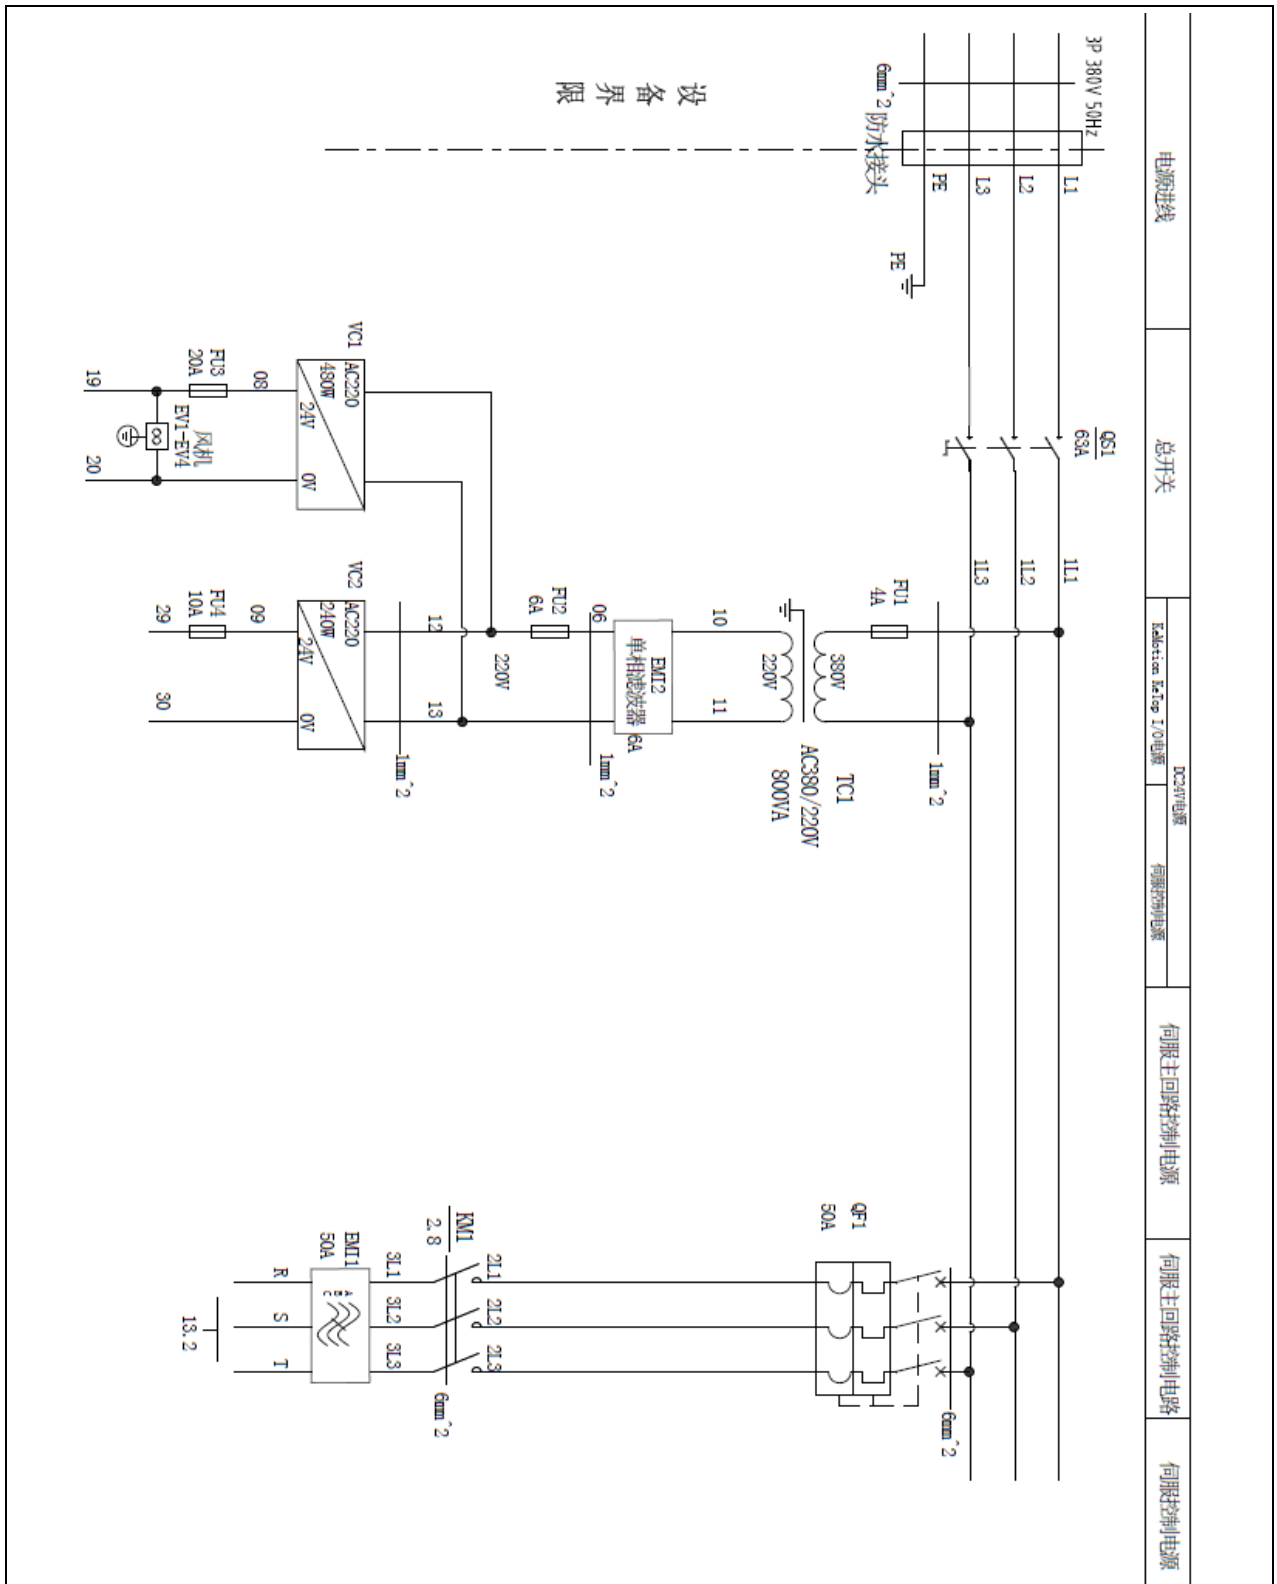 电源进线
总开关
DC24V电源
KeMotion KeTop I/O电源
伺服控制电源
伺服主回路控制电源
伺服主回路控制电路
伺服控制电源
3P 380V 50Hz
6mm^2
防水接头
设备界限
L1
L2
L3
PE
PE
QS1
63A
1L1
1L2
1L3
FU1
4A
1mm^2
380V
220V
TC1
AC380/220V
800VA
10
11
EMI2
单相滤波器
6A
06
1mm^2
FU2
6A
220V
12
13
1mm^2
VC1
AC220
480W
24V
0V
08
FU3
20A
风机
EV1-EV4
19
20
VC2
AC220
240W
24V
0V
09
FU4
10A
29
30
QF1
50A
6mm^2
2L1
2L2
2L3
KM1
2.8
6mm^2
3L1
3L2
3L3
EMI1
50A
A
B
C
R
S
T
13.2